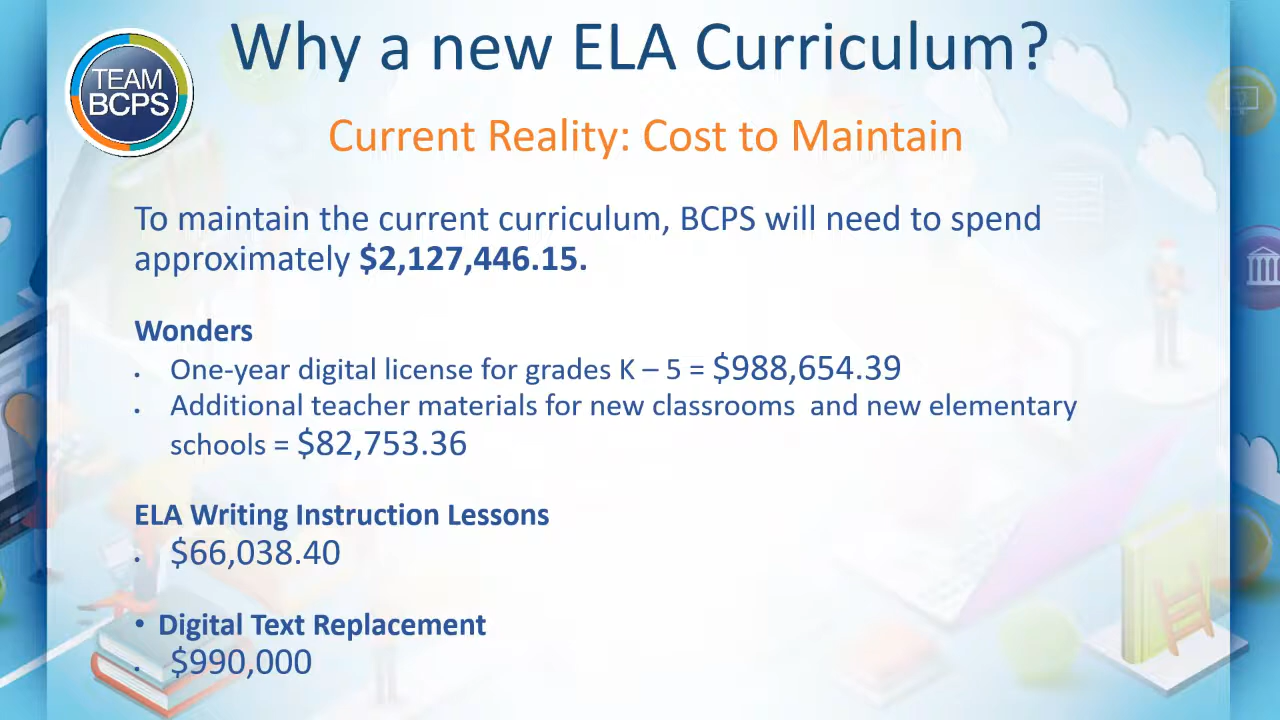 TEAM
BCPS
Why a new ELA Curriculum?
Current Reality: Cost to Maintain
To maintain the current curriculum, BCPS will need to spend
approximately $2,127,446.15.
Wonders
• One-year digital license for grades K – 5 = $988,654.39
• Additional teacher materials for new classrooms and new elementary
schools = $82,753.36
ELA Writing Instruction Lessons
• $66,038.40
• Digital Text Replacement
• $990,000